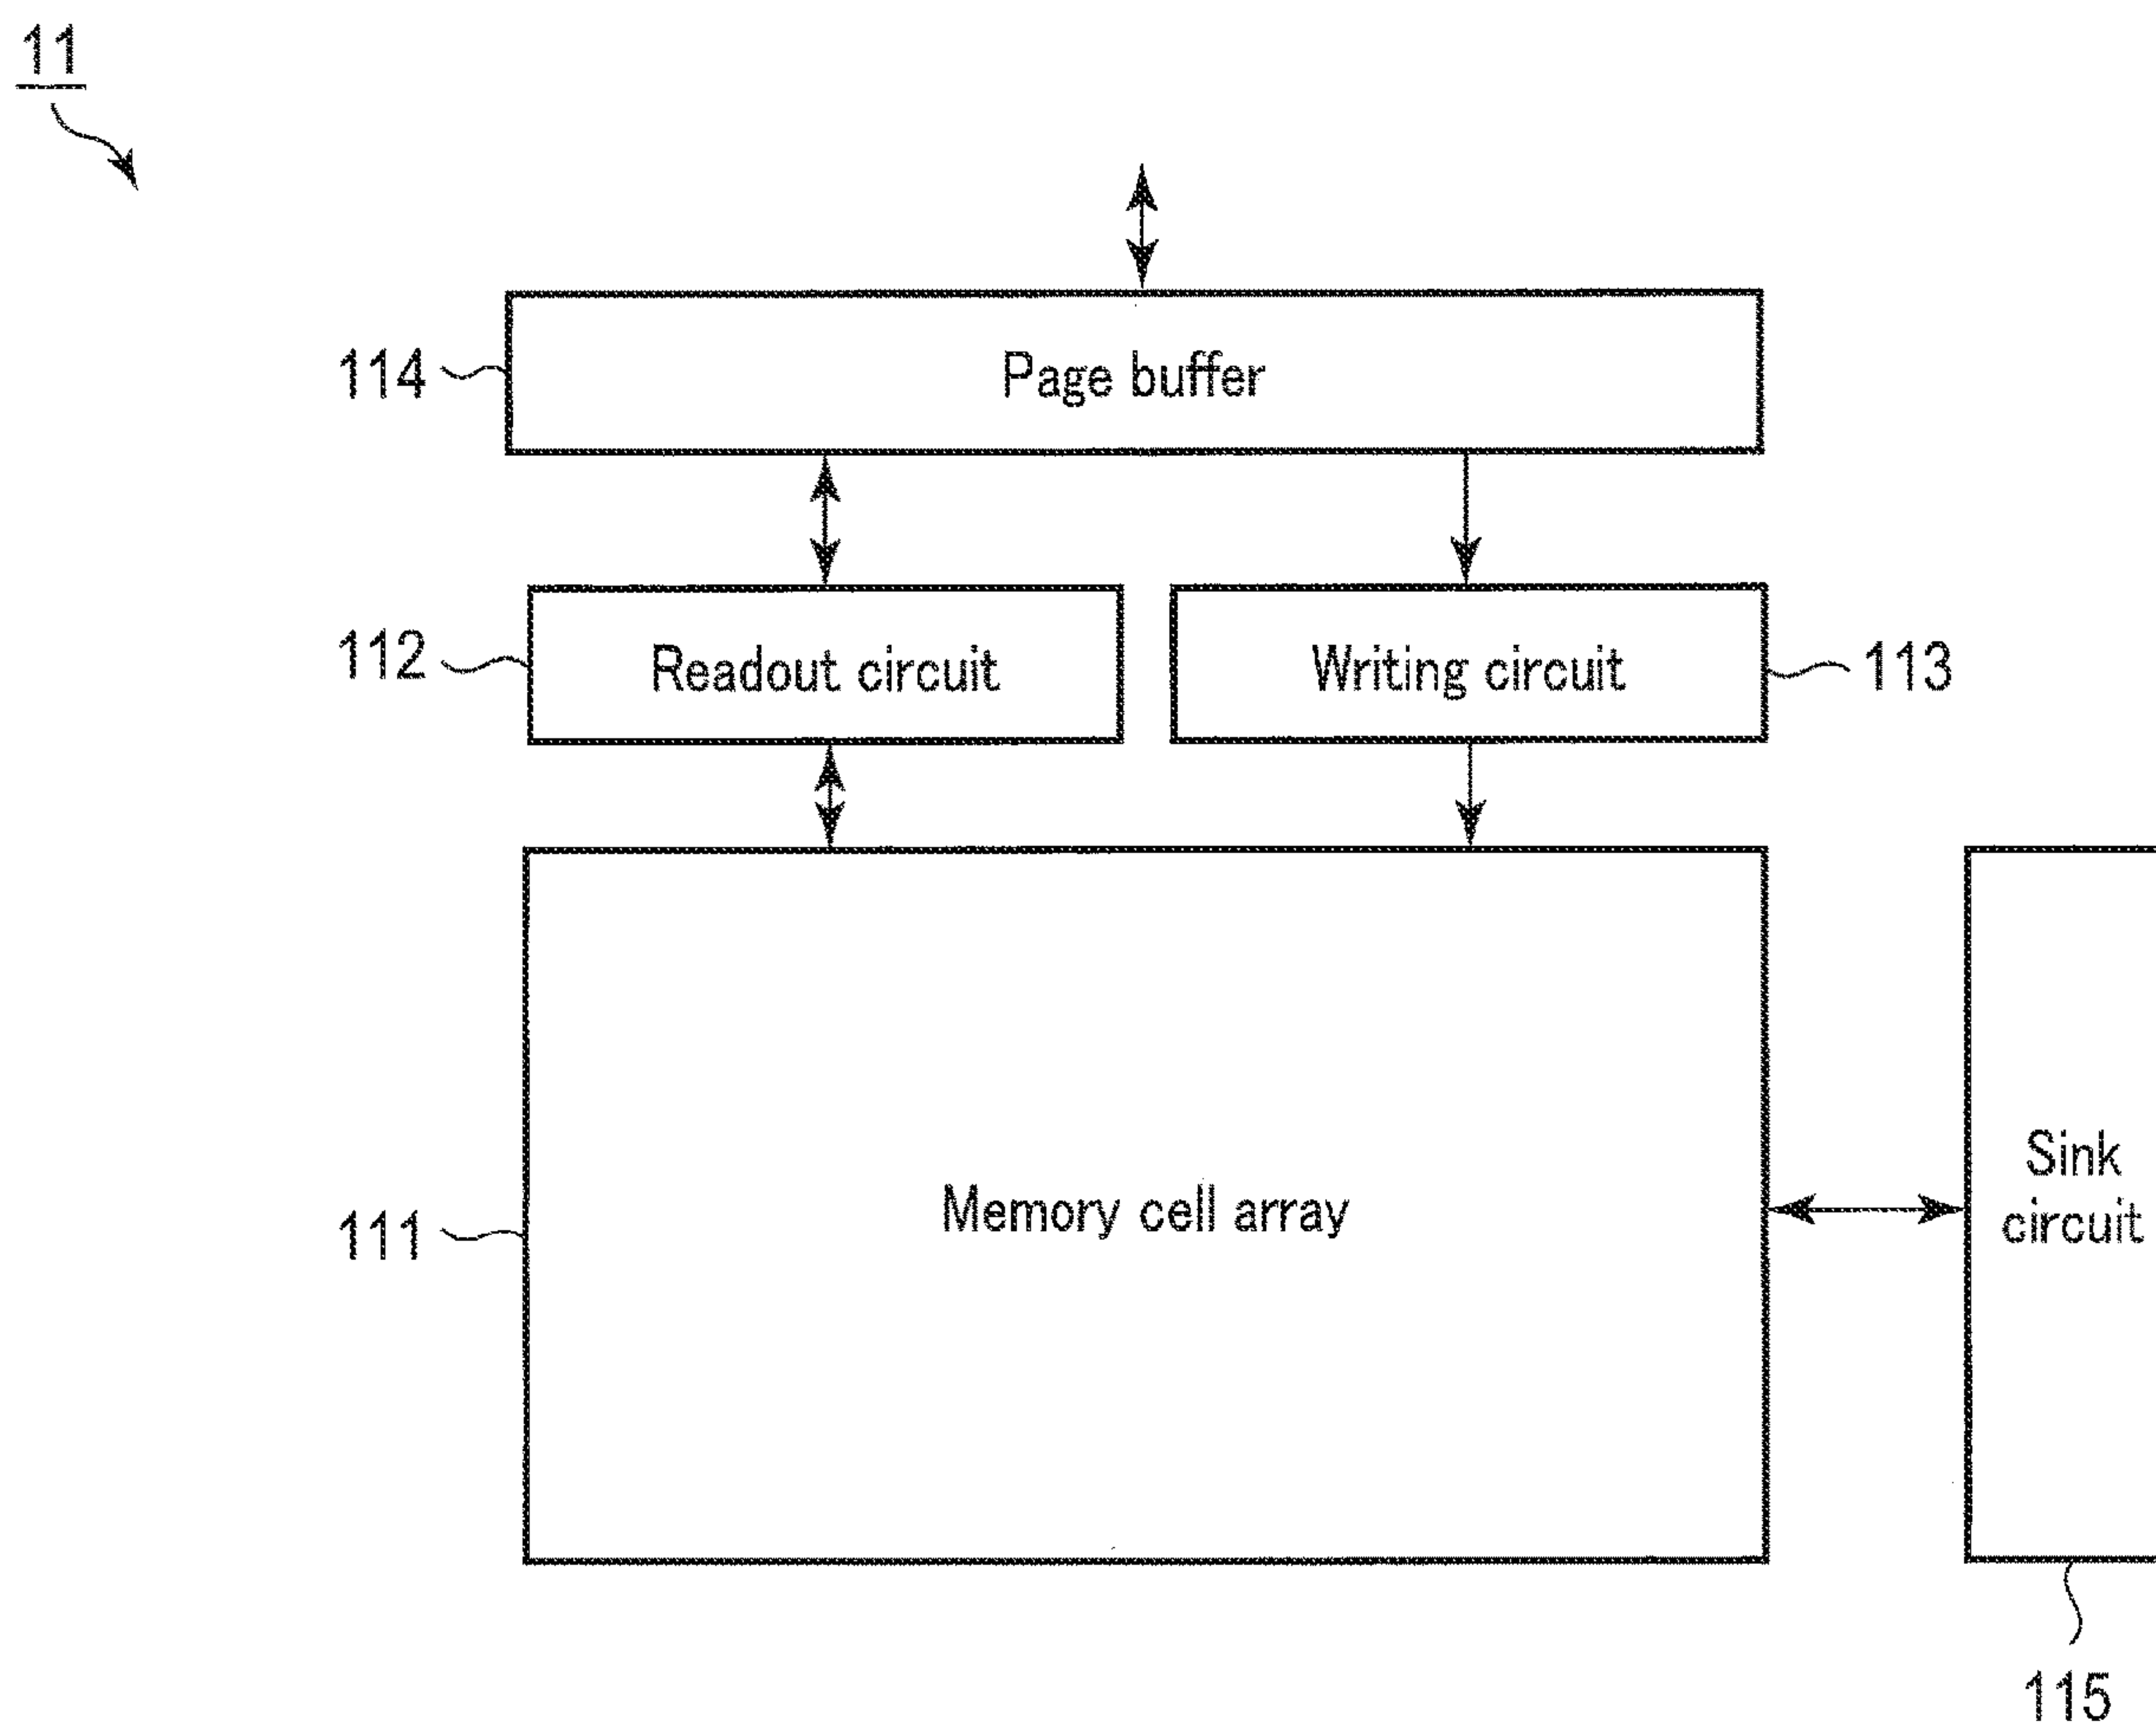 11
114
Page buffer
112
Readout circuit
Writing circuit
113
111
Memory cell array
Sink
circuit
115